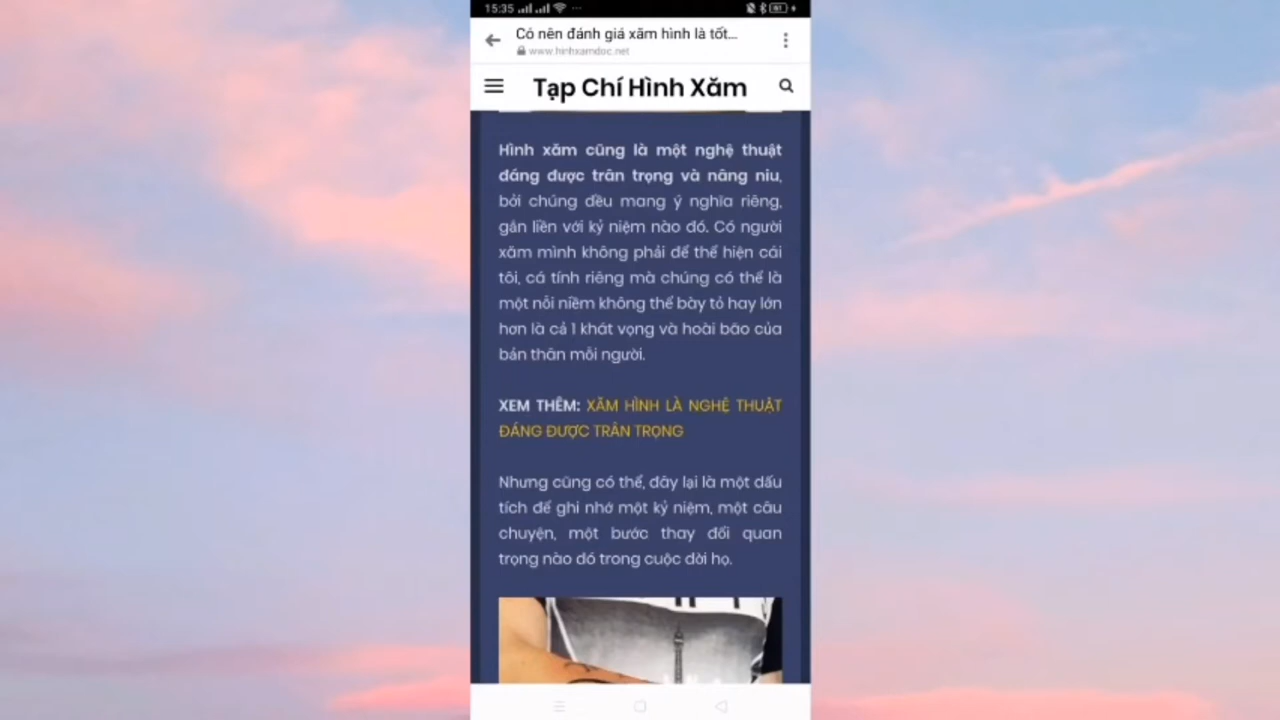 15:35
Có nên đánh giá xăm hình là tốt...
www.hinhxamdoc.net
Tạp Chí Hình Xăm
Hình xăm cũng là một nghệ thuật
đáng được trân trọng và nâng niu,
bởi chúng đều mang ý nghĩa riêng,
gắn liền với kỷ niệm nào đó. Có người
xăm mình không phải để thể hiện cái
tôi, cá tính riêng mà chúng có thể là
một nỗi niềm không thể bày tỏ hay lớn
hơn là cả 1 khát vọng và hoài bão của
bản thân mỗi người.
XEM THÊM: XĂM HÌNH LÀ NGHỆ THUẬT
ĐÁNG ĐƯỢC TRÂN TRỌNG
Nhưng cũng có thể, đây lại là một dấu
tích để ghi nhớ một kỷ niệm, một câu
chuyện, một bước thay đổi quan
trọng nào đó trong cuộc đời họ.